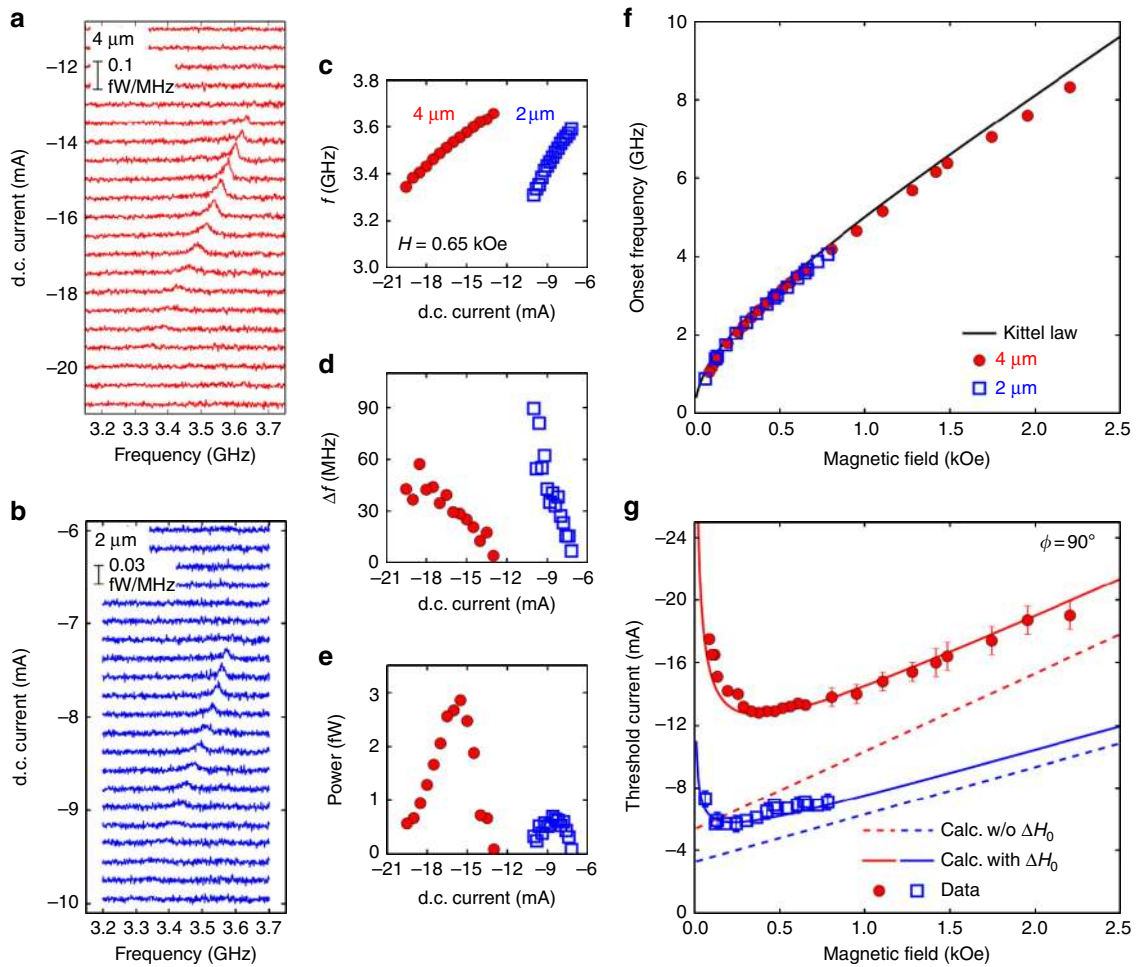 a
4 μm
0.1
fW/MHz
−12
−14
−16
−18
−20
d.c. current (mA)
3.2 3.3 3.4 3.5 3.6 3.7
Frequency (GHz)
b
2 μm
0.03
fW/MHz
−6
−7
−8
−9
−10
d.c. current (mA)
3.2 3.3 3.4 3.5 3.6 3.7
Frequency (GHz)
c
3.8
3.6
3.4
3.2
3.0
f (GHz)
4 μm
2 μm
H = 0.65 kOe
−21 −18 −15 −12 −9 −6
d.c. current (mA)
d
90
60
30
0
Δf (MHz)
−21 −18 −15 −12 −9 −6
d.c. current (mA)
e
3
2
1
0
Power (fW)
−21 −18 −15 −12 −9 −6
d.c. current (mA)
f
10
8
6
4
2
0
Onset frequency (GHz)
Kittel law
4 μm
2 μm
0.0 0.5 1.0 1.5 2.0 2.5
Magnetic field (kOe)
g
−24
−20
−16
−12
−8
−4
0
Threshold current (mA)
ϕ = 90°
Calc. w/o ΔH₀
Calc. with ΔH₀
Data
0.0 0.5 1.0 1.5 2.0 2.5
Magnetic field (kOe)